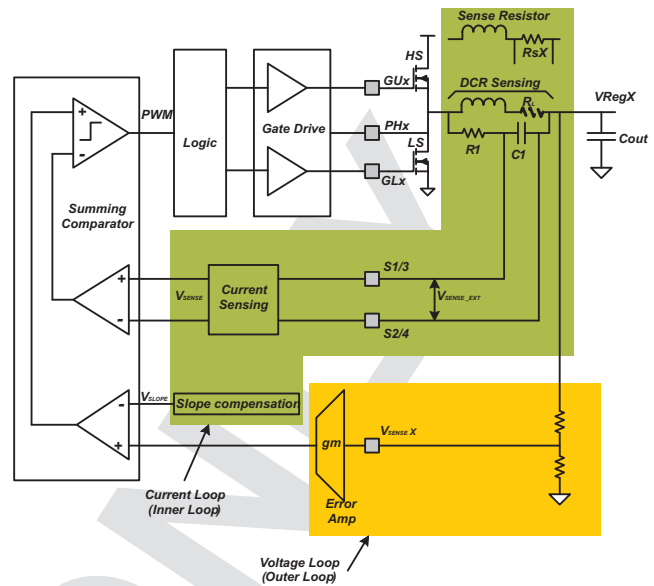 Sense Resistor
HS
RsX
GUx
DCR Sensing
PWM
VRegX
RL
Logic
Gate Drive
PHx
R1
C1
Cout
LS
GLx
Summing
Comparator
S1/3
VSENSE
Current
Sensing
VSENSE_EXT
S2/4
VSLOPE
Slope compensation
VSENSE X
gm
Error
Amp
Current Loop
(Inner Loop)
Voltage Loop
(Outer Loop)
+
-
+
-
-
+